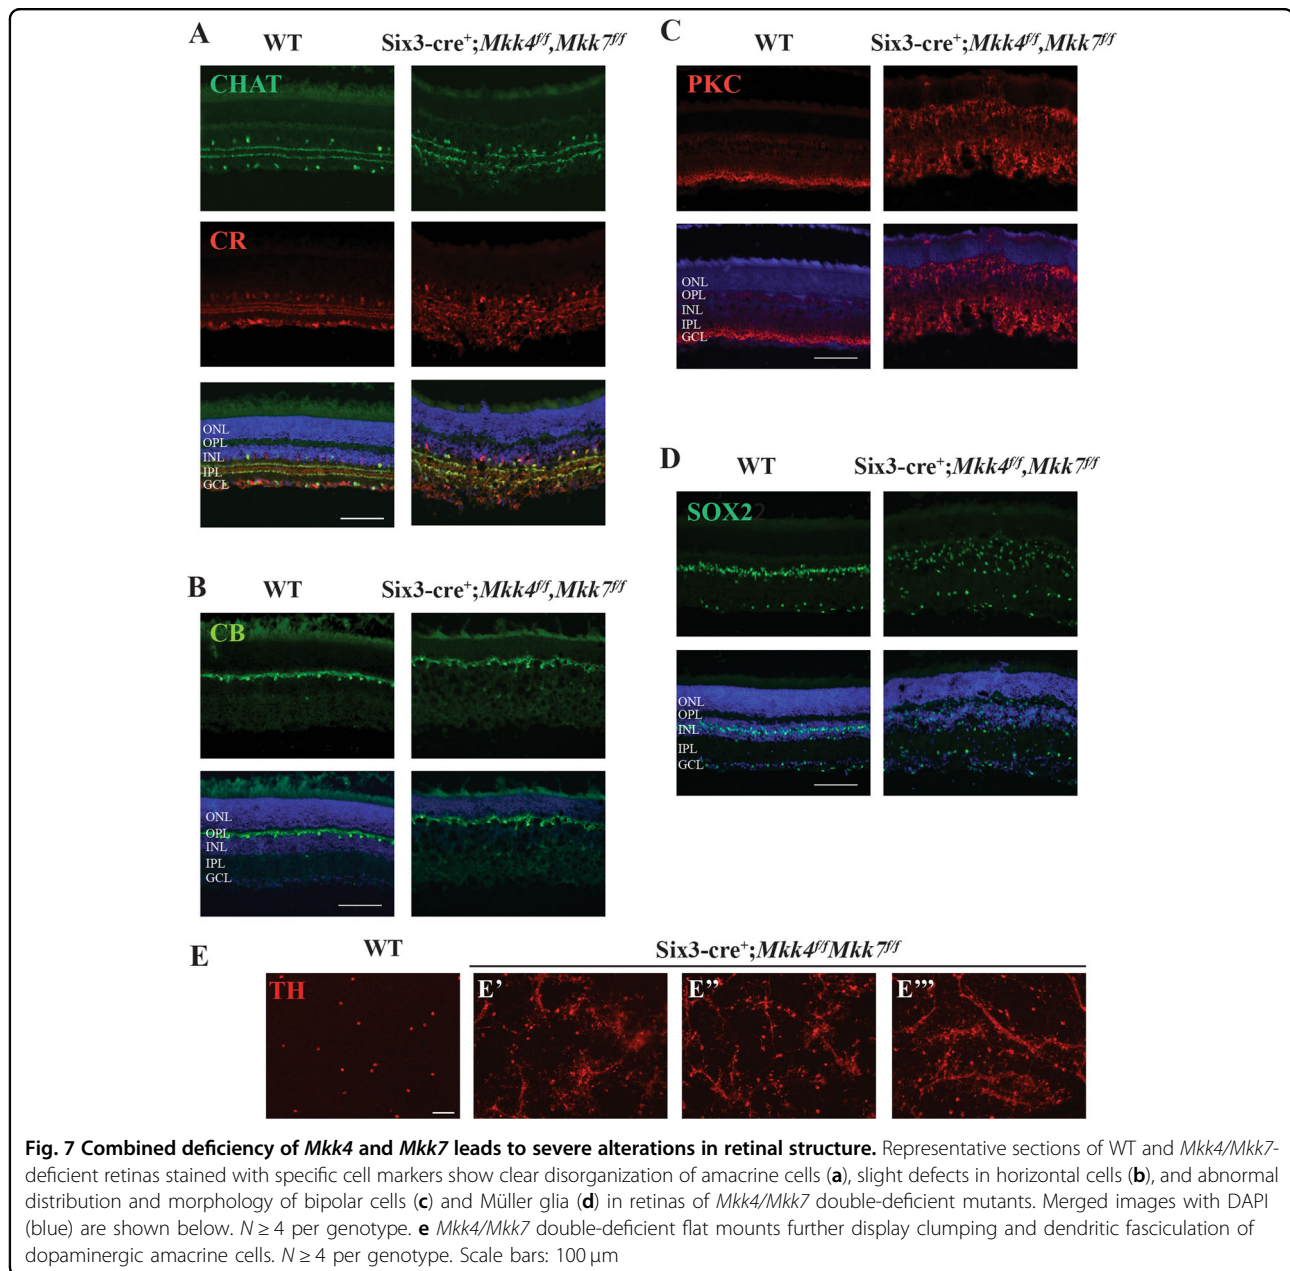 A
WT
Six3-cre⁺;Mkk4f/f,Mkk7f/f
CHAT
CR
ONL
OPL
INL
IPL
GCL
B
WT
Six3-cre⁺;Mkk4f/f,Mkk7f/f
CB
ONL
OPL
INL
IPL
GCL
C
WT
Six3-cre⁺;Mkk4f/f,Mkk7f/f
PKC
ONL
OPL
INL
IPL
GCL
D
WT
Six3-cre⁺;Mkk4f/f,Mkk7f/f
SOX2
ONL
OPL
INL
IPL
GCL
E
WT
Six3-cre⁺;Mkk4f/fMkk7f/f
TH
E’
E”
E”’
Fig. 7 Combined deficiency of Mkk4 and Mkk7 leads to severe alterations in retinal structure. Representative sections of WT and Mkk4/Mkk7-
deficient retinas stained with specific cell markers show clear disorganization of amacrine cells (a), slight defects in horizontal cells (b), and abnormal
distribution and morphology of bipolar cells (c) and Müller glia (d) in retinas of Mkk4/Mkk7 double-deficient mutants. Merged images with DAPI
(blue) are shown below. N ≥ 4 per genotype. e Mkk4/Mkk7 double-deficient flat mounts further display clumping and dendritic fasciculation of
dopaminergic amacrine cells. N ≥ 4 per genotype. Scale bars: 100 μm